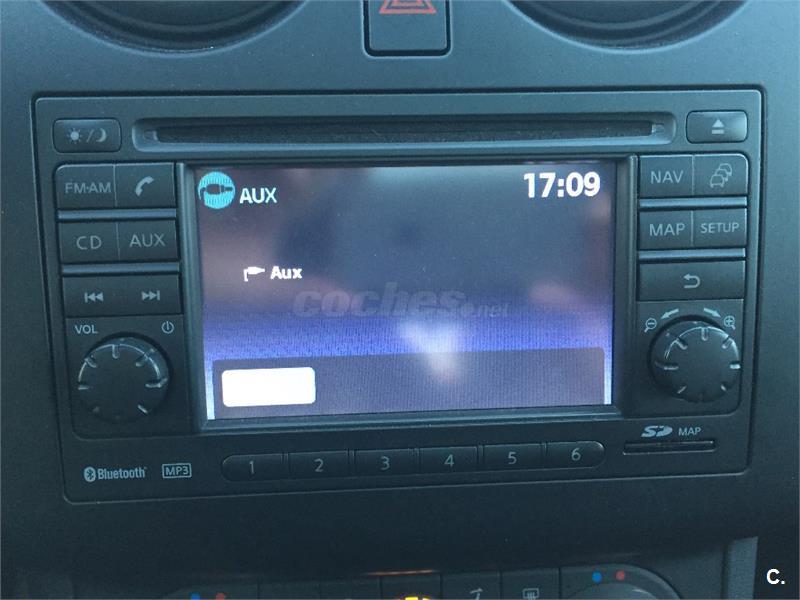 FM·AM
CD AUX
VOL
AUX 17:09
Aux
coches.net
NAV
MAP SETUP
Bluetooth MP3
1 2 3 4 5 6
SD MAP
C.